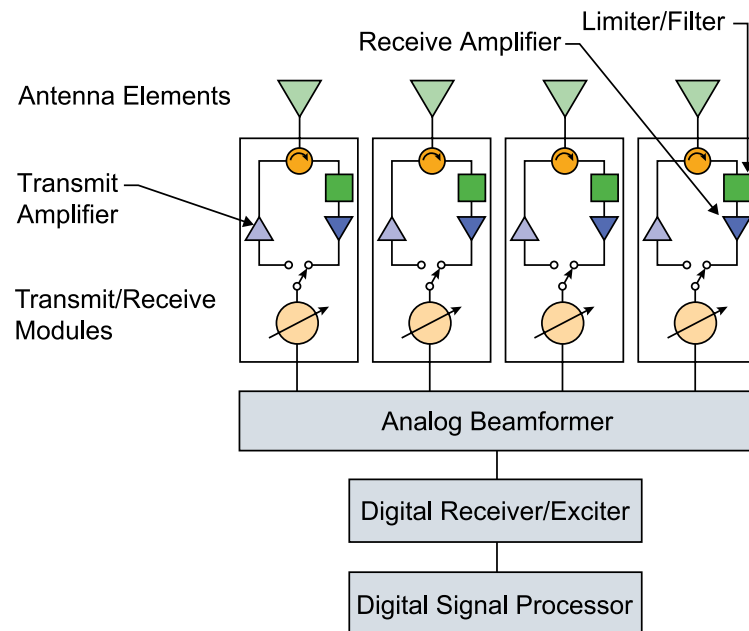 Limiter/Filter
Receive Amplifier
Antenna Elements
Transmit
Amplifier
Transmit/Receive
Modules
Analog Beamformer
Digital Receiver/Exciter
Digital Signal Processor